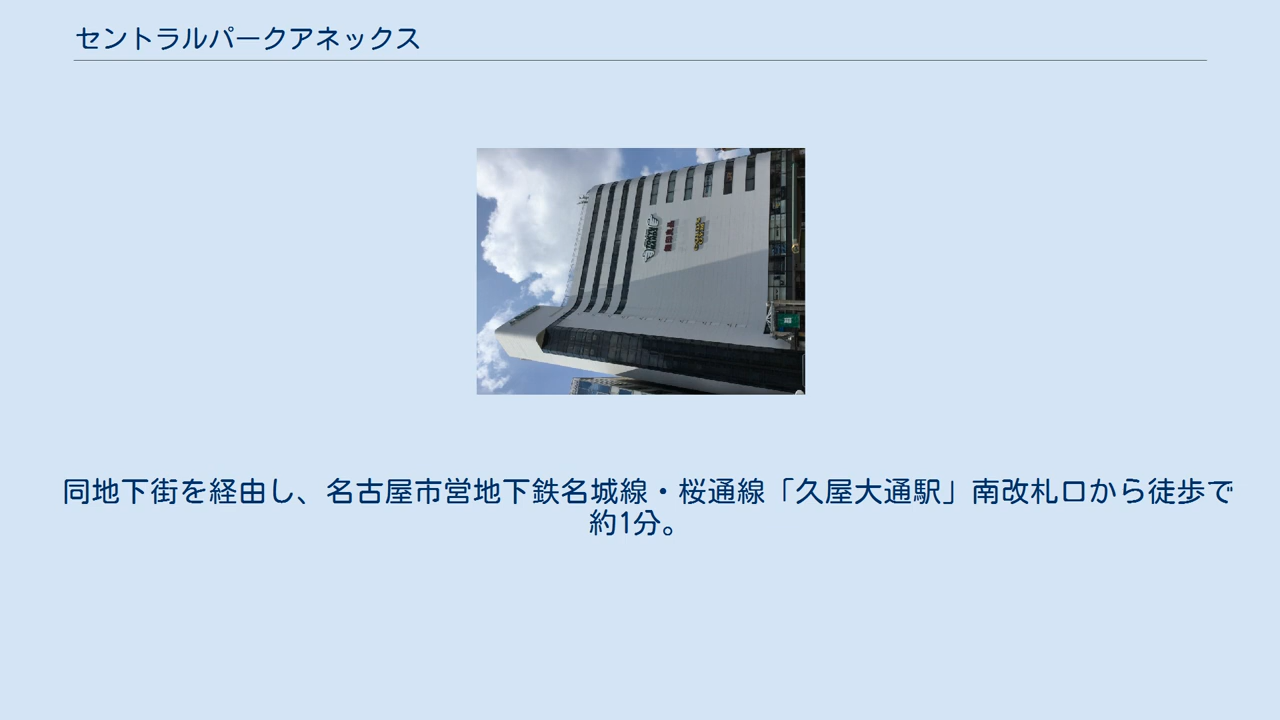 セントラルパークアネックス
同地下街を経由し、名古屋市営地下鉄名城線・桜通線「久屋大通駅」南改札口から徒歩で
約1分。